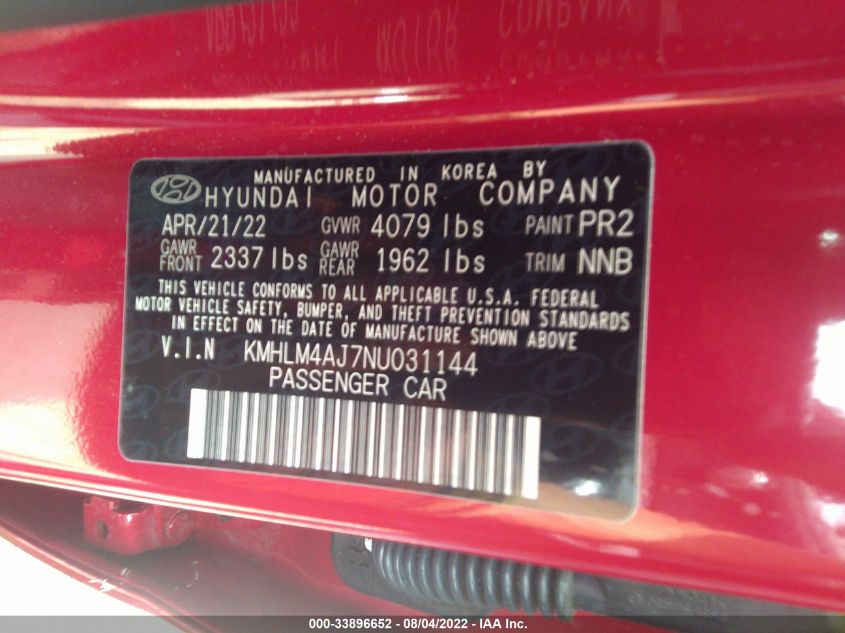 MANUFACTURED IN KOREA BY
HYUNDAI MOTOR COMPANY
APR/21/22 GVWR 4079 lbs PAINT PR2
GAWR FRONT 2337 lbs GAWR REAR 1962 lbs TRIM NNB
THIS VEHICLE CONFORMS TO ALL APPLICABLE U.S.A. FEDERAL
MOTOR VEHICLE SAFETY, BUMPER, AND THEFT PREVENTION STANDARDS
IN EFFECT ON THE DATE OF MANUFACTURE SHOWN ABOVE
V.I.N KMHLM4AJ7NU031144
PASSENGER CAR
000-33896652 - 08/04/2022 - IAA Inc.